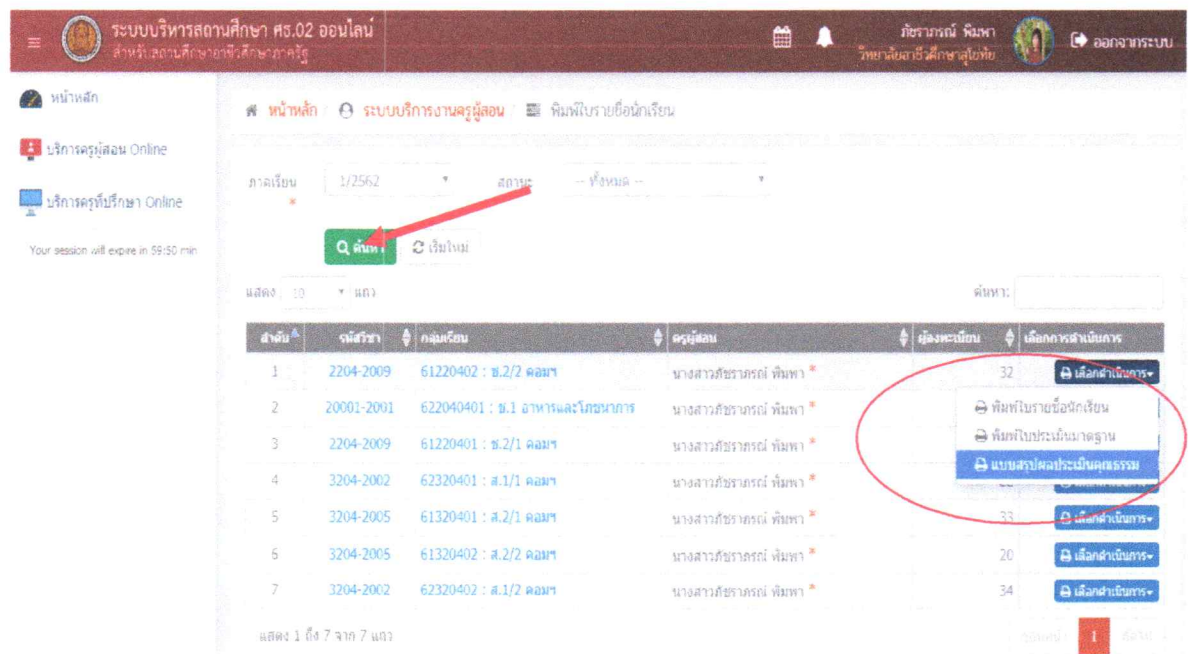 ระบบบริหารสถานศึกษา ศธ.02 ออนไลน์
สำหรับสถานศึกษาอาชีวศึกษาภาครัฐ
ภัชราภรณ์ พิมพา
วิทยาลัยอาชีวศึกษาสุโขทัย
ออกจากระบบ
หน้าหลัก
บริการครูผู้สอน Online
บริการครูที่ปรึกษา Online
Your session will expire in 59:50 min
หน้าหลัก / ระบบบริการงานครูผู้สอน / พิมพ์ใบรายชื่อนักเรียน
ภาคเรียน * 1/2562 สถานะ -- ทั้งหมด --
ค้นหา เริ่มใหม่
แสดง 10 แถว ค้นหา:
ลำดับ รหัสวิชา กลุ่มเรียน ครูผู้สอน ผู้ลงทะเบียน เลือกการดำเนินการ
1 2204-2009 61220402 : ช.2/2 คอมฯ นางสาวภัชราภรณ์ พิมพา * 32 เลือกดำเนินการ
2 20001-2001 622040401 : ช.1 อาหารและโภชนาการ นางสาวภัชราภรณ์ พิมพา *
พิมพ์ใบรายชื่อนักเรียน
3 2204-2009 61220401 : ช.2/1 คอมฯ นางสาวภัชราภรณ์ พิมพา *
พิมพ์ใบประเมินมาตฐาน
แบบสรุปผลประเมินคุณธรรม
4 3204-2002 62320401 : ส.1/1 คอมฯ นางสาวภัชราภรณ์ พิมพา *
5 3204-2005 61320401 : ส.2/1 คอมฯ นางสาวภัชราภรณ์ พิมพา * 33 เลือกดำเนินการ
6 3204-2005 61320402 : ส.2/2 คอมฯ นางสาวภัชราภรณ์ พิมพา * 20 เลือกดำเนินการ
7 3204-2002 62320402 : ส.1/2 คอมฯ นางสาวภัชราภรณ์ พิมพา * 34 เลือกดำเนินการ
แสดง 1 ถึง 7 จาก 7 แถว
1